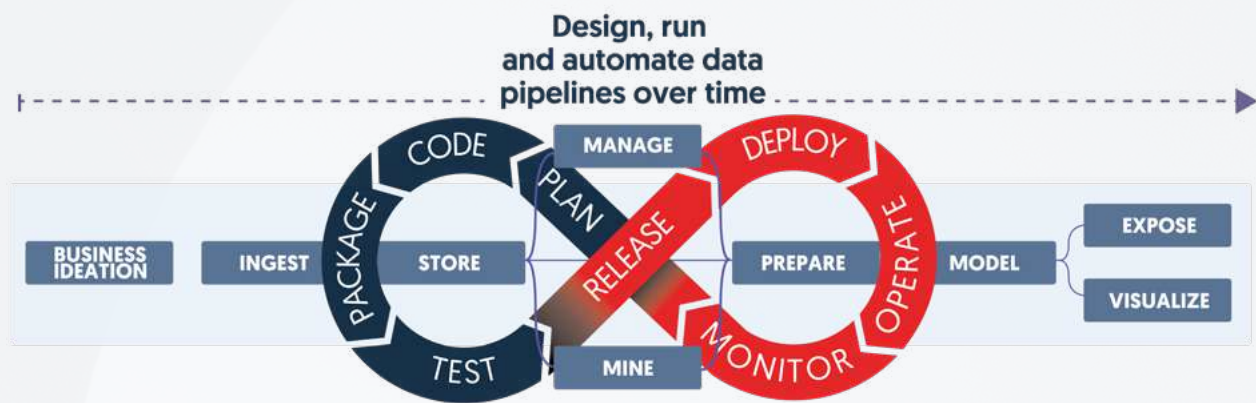 Design, run
and automate data
pipelines over time
CODE
PLAN
MANAGE
DEPLOY
PACKAGE
RELEASE
OPERATE
BUSINESS
IDEATION
INGEST
STORE
PREPARE
MODEL
EXPOSE
VISUALIZE
TEST
MINE
MONITOR